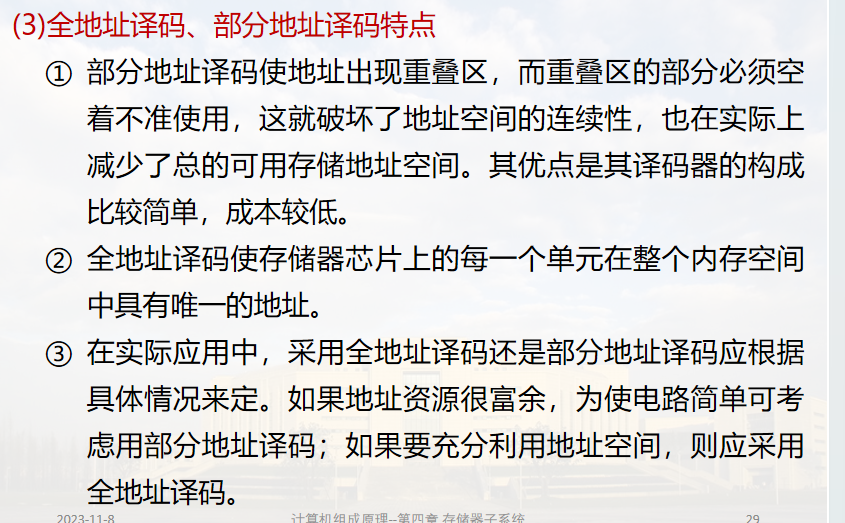 (3)全地址译码、部分地址译码特点
① 部分地址译码使地址出现重叠区，而重叠区的部分必须空
着不准使用，这就破坏了地址空间的连续性，也在实际上
减少了总的可用存储地址空间。其优点是其译码器的构成
比较简单，成本较低。
② 全地址译码使存储器芯片上的每一个单元在整个内存空间
中具有唯一的地址。
③ 在实际应用中，采用全地址译码还是部分地址译码应根据
具体情况来定。如果地址资源很富余，为使电路简单可考
虑用部分地址译码；如果要充分利用地址空间，则应采用
全地址译码。
2023-11-8 计算机组成原理--第四章 存储器子系统 29